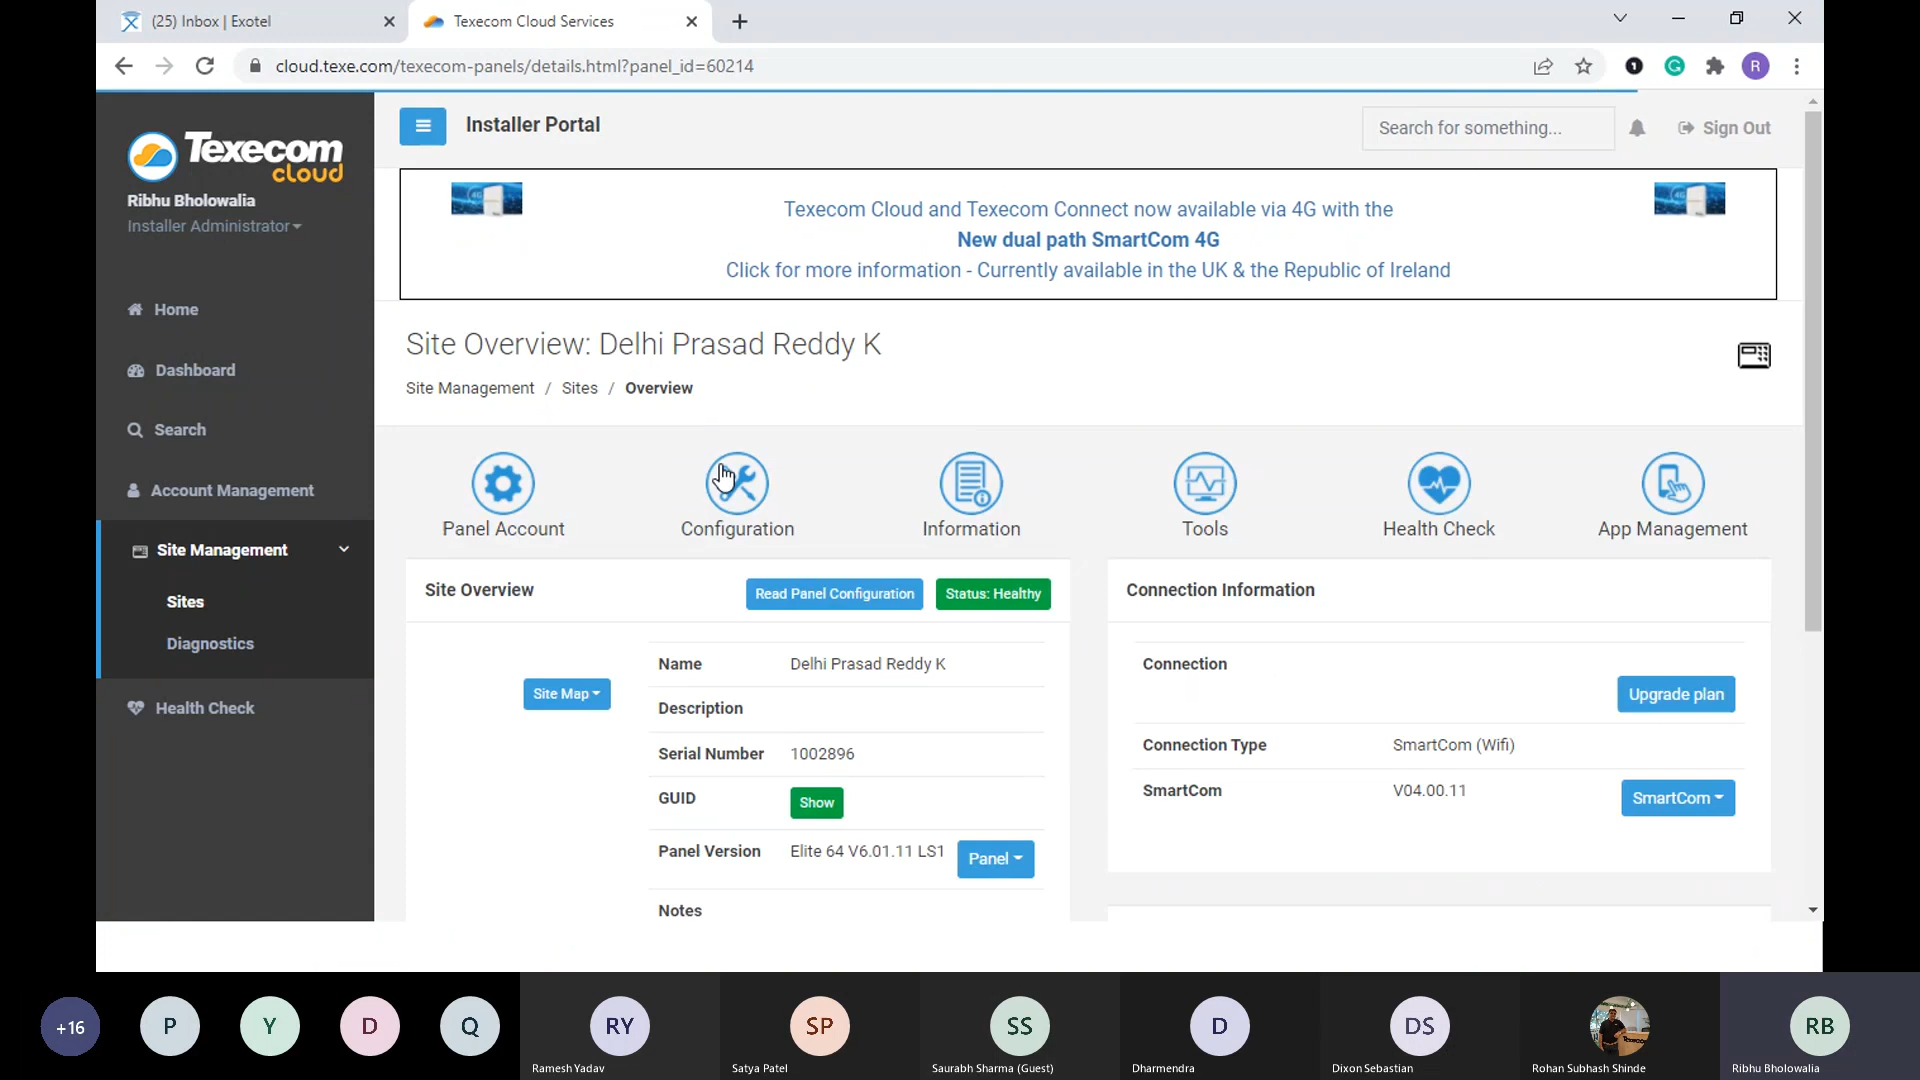 (25) Inbox | Exotel
Texecom Cloud Services
cloud.texe.com/texecom-panels/details.html?panel_id=60214
R
Texecom
cloud
Ribhu Bholowalia
Installer Administrator
Home
Dashboard
Search
Account Management
Site Management
Sites
Diagnostics
Health Check
Installer Portal
Search for something...
Sign Out
4G
Texecom Cloud and Texecom Connect now available via 4G with the
New dual path SmartCom 4G
Click for more information - Currently available in the UK & the Republic of Ireland
4G
Site Overview: Delhi Prasad Reddy K
Site Management / Sites / Overview
Panel Account
Configuration
Information
Tools
Health Check
App Management
Site Overview
Read Panel Configuration
Status: Healthy
Site Map
Name Delhi Prasad Reddy K
Description
Serial Number 1002896
GUID Show
Panel Version Elite 64 V6.01.11 LS1 Panel
Notes
Connection Information
Connection
Upgrade plan
Connection Type SmartCom (Wifi)
SmartCom V04.00.11 SmartCom
+16
P
Y
D
Q
RY
Ramesh Yadav
SP
Satya Patel
SS
Saurabh Sharma (Guest)
D
Dharmendra
DS
Dixon Sebastian
Rohan Subhash Shinde
RB
Ribhu Bholowalia